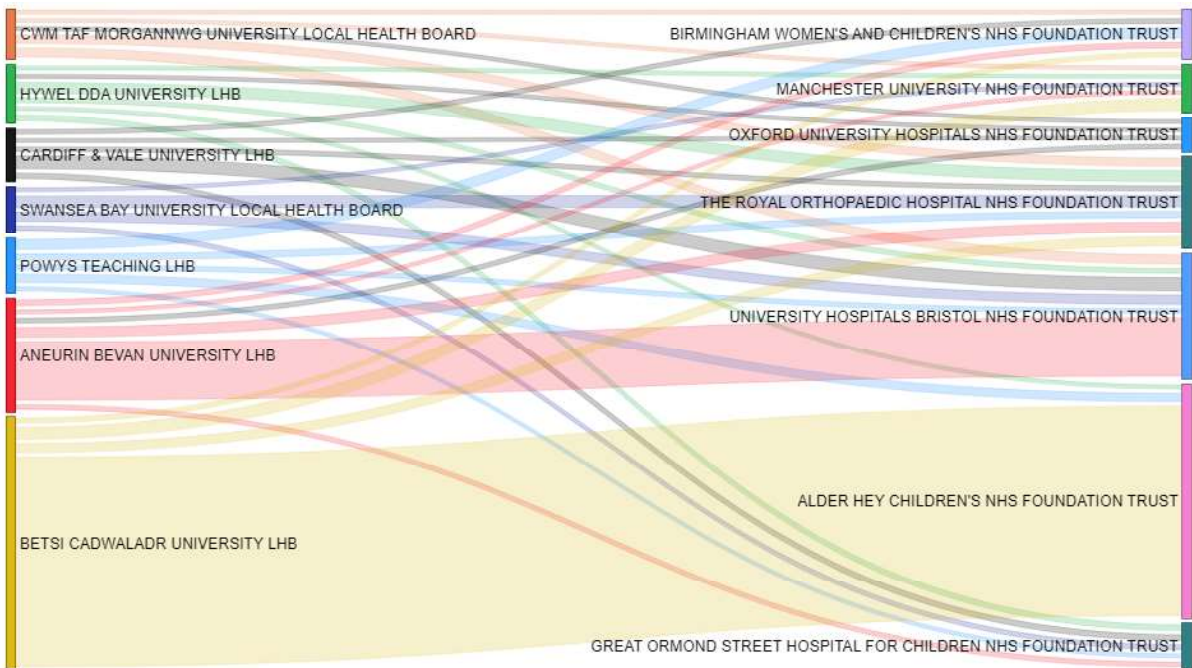 CWM TAF MORGANNWG UNIVERSITY LOCAL HEALTH BOARD
HYWEL DDA UNIVERSITY LHB
CARDIFF & VALE UNIVERSITY LHB
SWANSEA BAY UNIVERSITY LOCAL HEALTH BOARD
POWYS TEACHING LHB
ANEURIN BEVAN UNIVERSITY LHB
BETSI CADWALADR UNIVERSITY LHB
BIRMINGHAM WOMEN'S AND CHILDREN'S NHS FOUNDATION TRUST
MANCHESTER UNIVERSITY NHS FOUNDATION TRUST
OXFORD UNIVERSITY HOSPITALS NHS FOUNDATION TRUST
THE ROYAL ORTHOPAEDIC HOSPITAL NHS FOUNDATION TRUST
UNIVERSITY HOSPITALS BRISTOL NHS FOUNDATION TRUST
ALDER HEY CHILDREN'S NHS FOUNDATION TRUST
GREAT ORMOND STREET HOSPITAL FOR CHILDREN NHS FOUNDATION TRUST